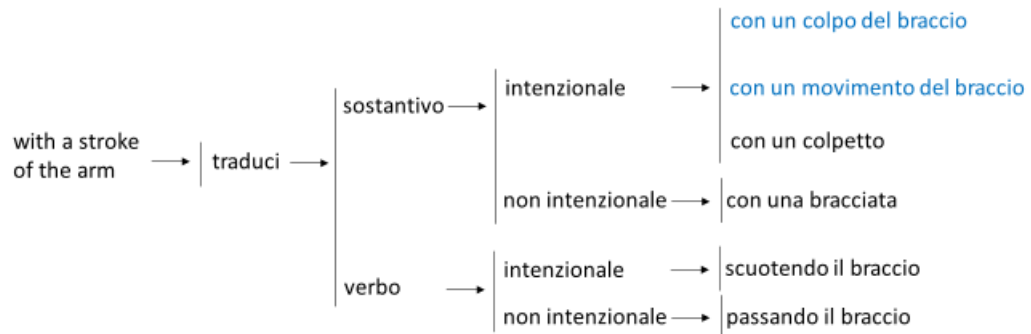 with a stroke
of the arm
traduci
sostantivo
intenzionale
con un colpo del braccio
con un movimento del braccio
con un colpetto
non intenzionale
con una bracciata
verbo
intenzionale
scuotendo il braccio
non intenzionale
passando il braccio